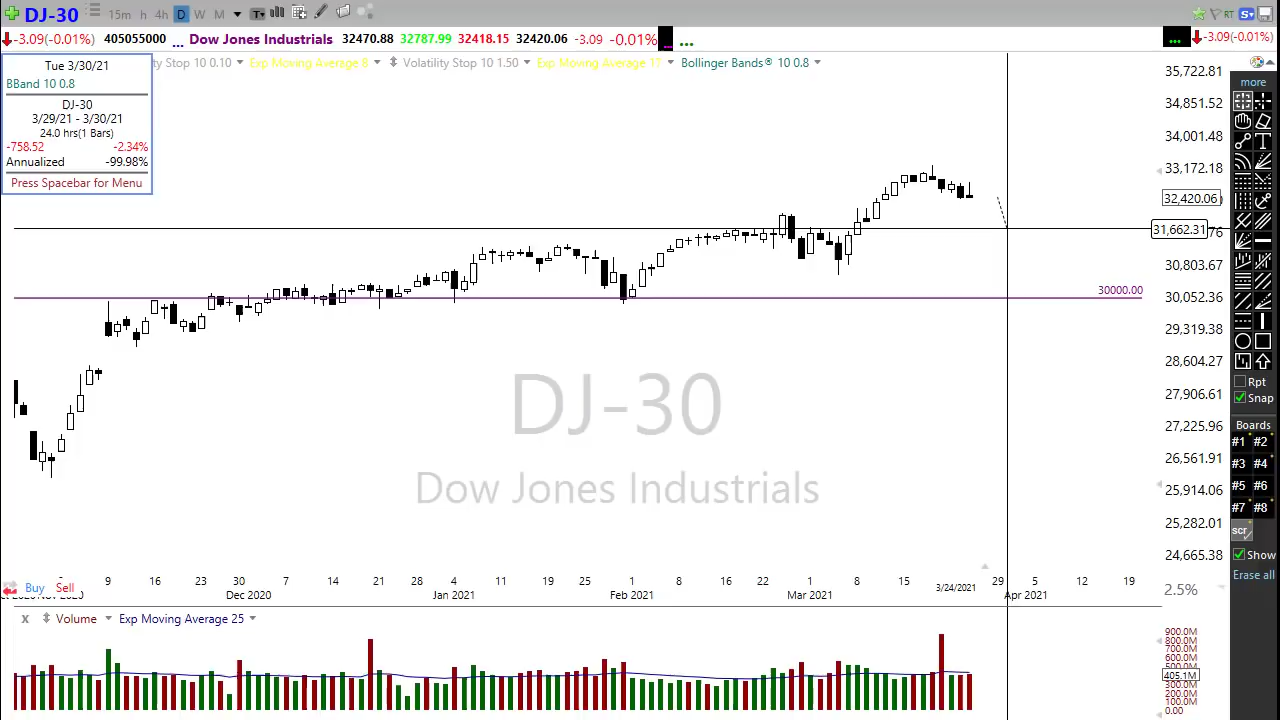 DJ-30 15m h 4h D W M T RT S
-3.09(-0.01%) 405055000 ... Dow Jones Industrials 32470.88 32787.99 32418.15 32420.06 -3.09 -0.01% ... ... -3.09(-0.01%)
Tue 3/30/21
BBand 10 0.8
DJ-30
3/29/21 - 3/30/21
24.0 hrs(1 Bars)
-758.52 -2.34%
Annualized -99.98%
Press Spacebar for Menu
ty Stop 10 0.10 Exp Moving Average 8 Volatility Stop 10 1.50 Exp Moving Average 17 Bollinger Bands® 10 0.8
35,722.81
34,851.52
34,001.48
33,172.18
32,420.06
31,662.31 76
30,803.67
30000.00
30,052.36
29,319.38
28,604.27
27,906.61
27,225.96
26,561.91
25,914.06
25,282.01
24,665.38
DJ-30
Dow Jones Industrials
more
T
Rpt
Snap
Boards
#1 #2
#3 #4
#5 #6
#7 #8
scr
Show
Erase all
Buy Sell
9 16 23 30 7 14 21 28 4 11 19 25 1 8 16 22 1 8 15 29 5 12 19
Dec 2020 Jan 2021 Feb 2021 Mar 2021 3/24/2021 Apr 2021
2.5%
x Volume Exp Moving Average 25
900.0M
800.0M
700.0M
600.0M
405.1M
300.0M
200.0M
100.0M
0.00